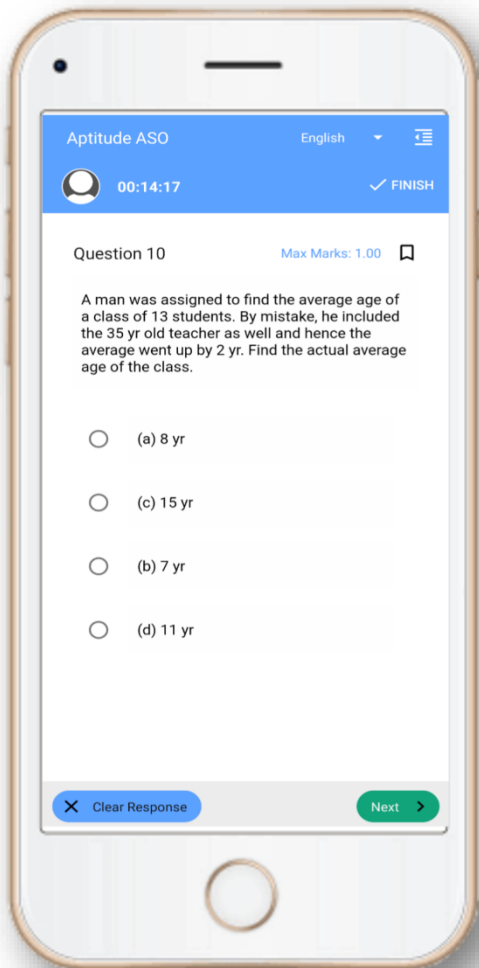 Aptitude ASO English
00:14:17 FINISH
Question 10 Max Marks: 1.00
A man was assigned to find the average age of
a class of 13 students. By mistake, he included
the 35 yr old teacher as well and hence the
average went up by 2 yr. Find the actual average
age of the class.
(a) 8 yr
(c) 15 yr
(b) 7 yr
(d) 11 yr
Clear Response Next